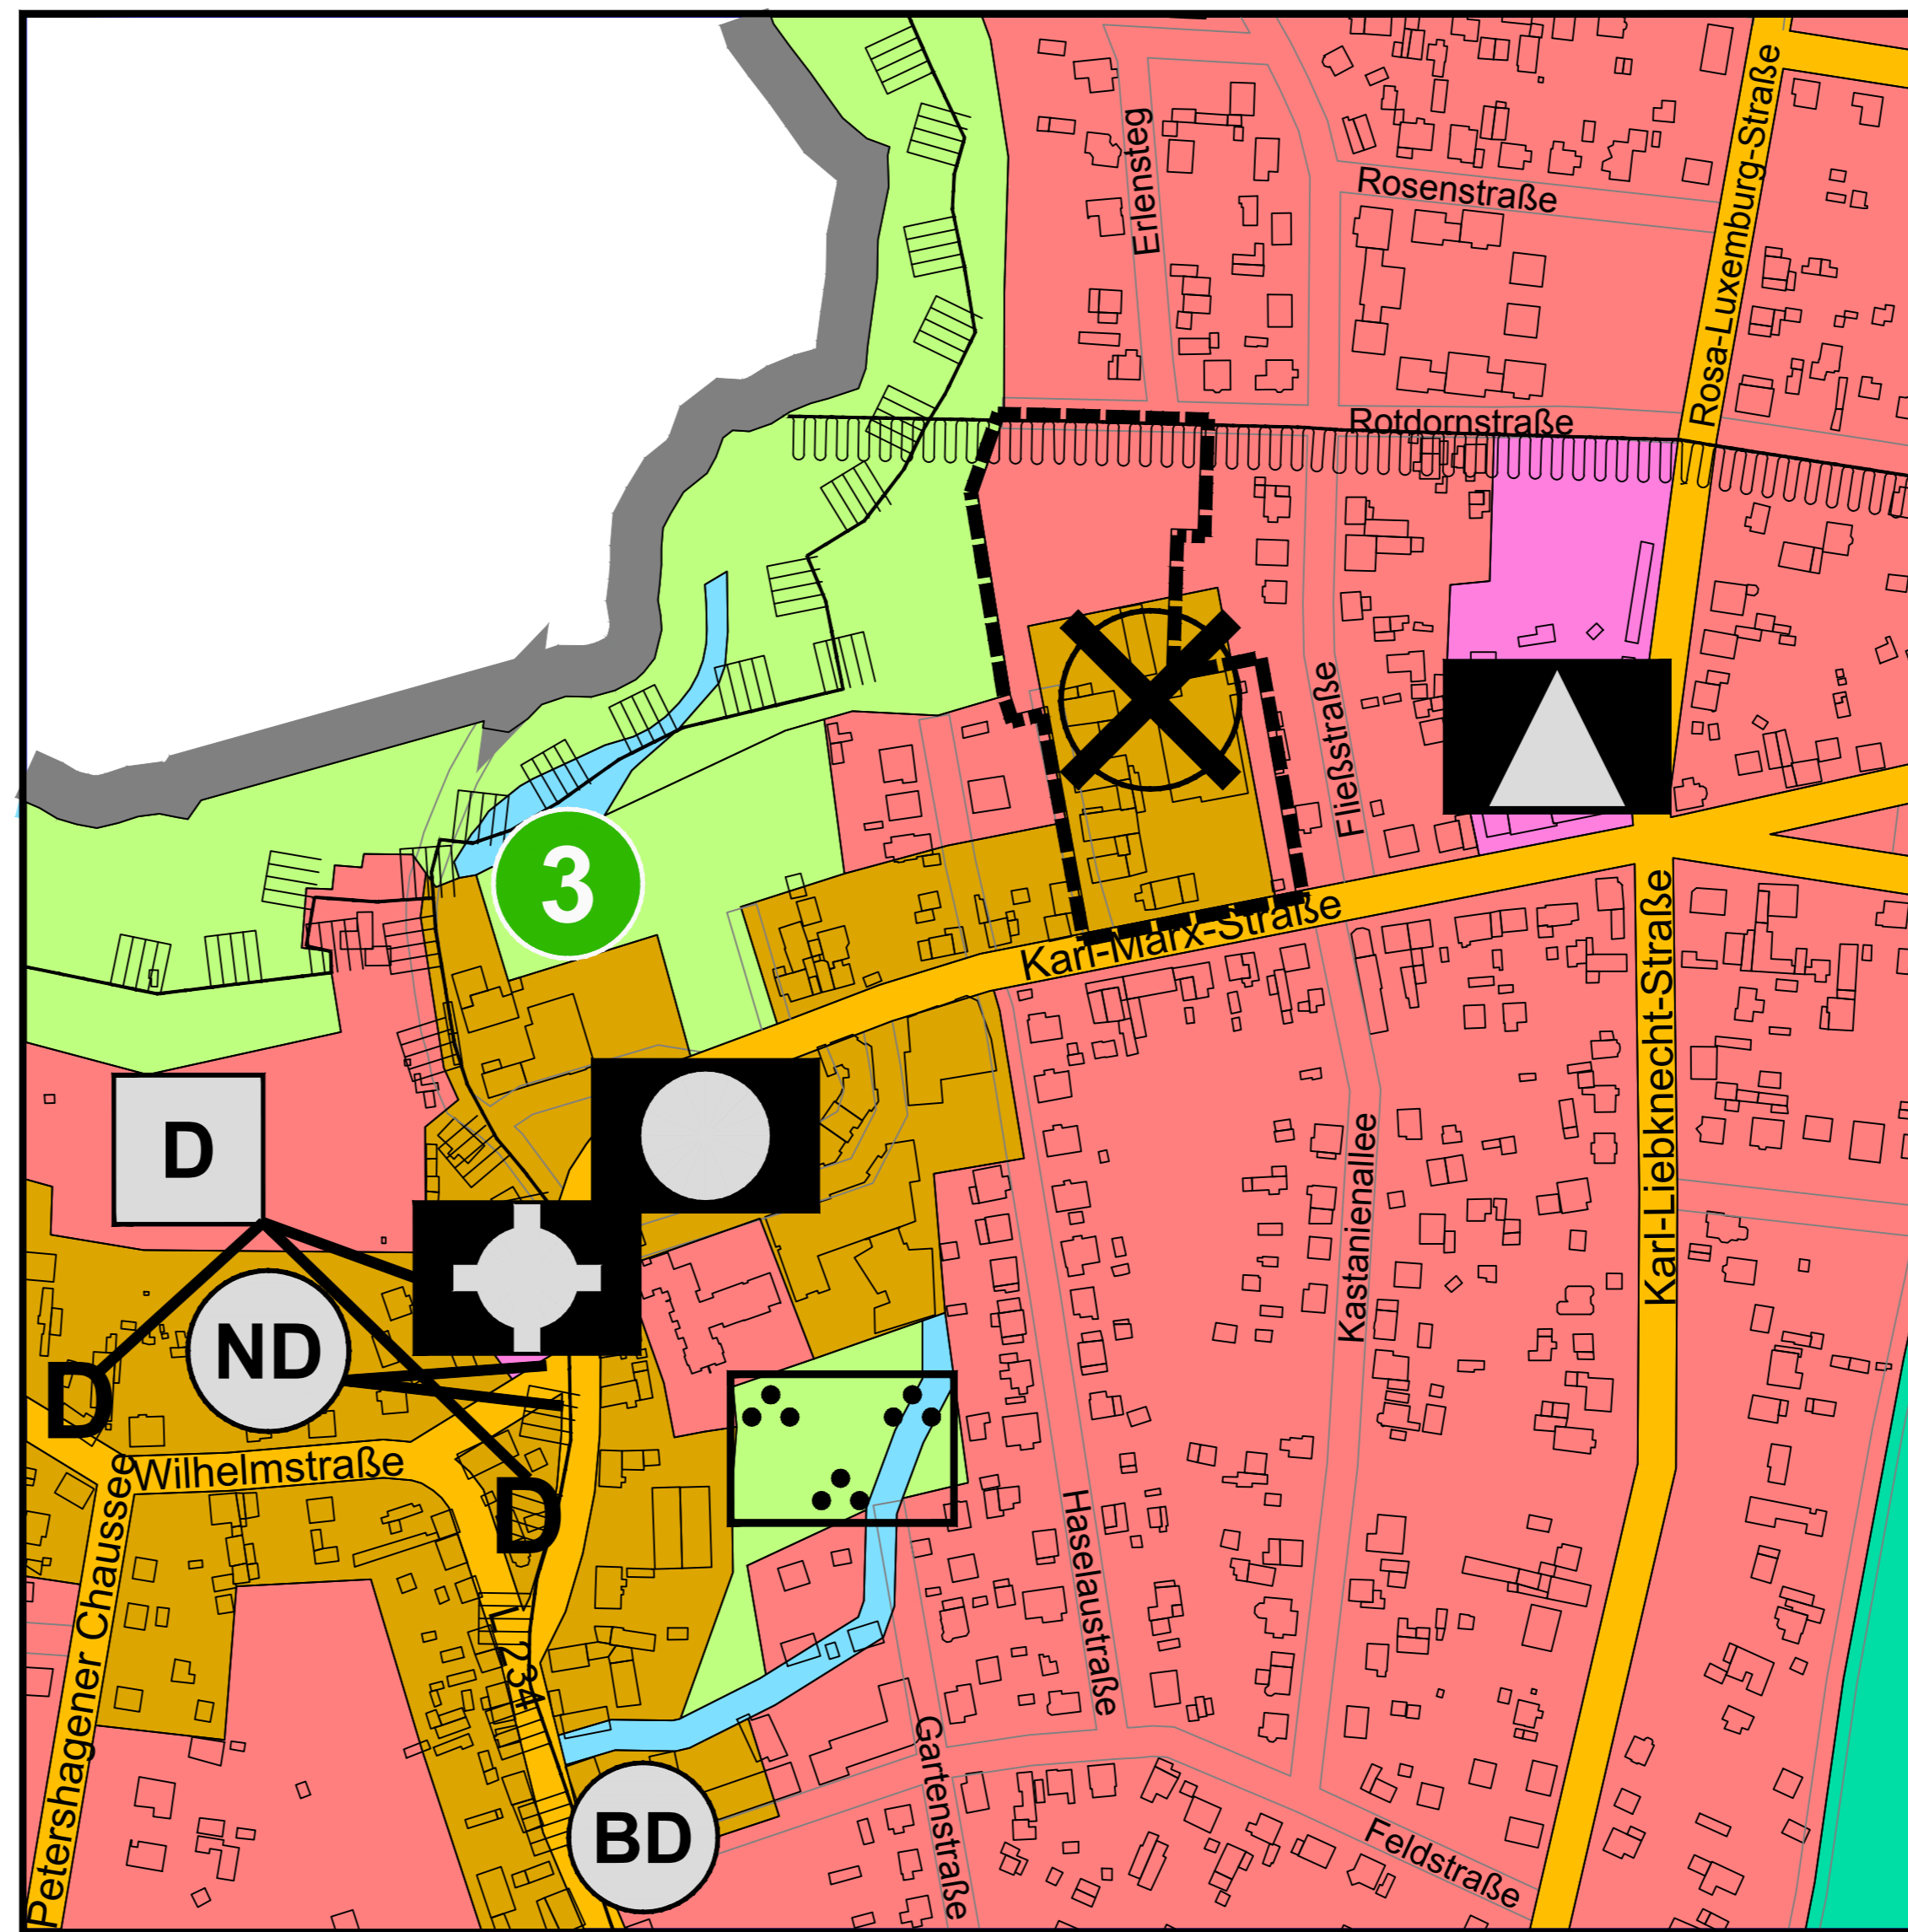 Erlensteg
Rosenstraße
Rosa-Luxemburg-Straße
Rotdornstraße
Fließstraße
3
Karl-Marx-Straße
Karl-Liebknecht-Straße
D
Kastanienallee
ND
D
Wilhelmstraße
D
Haselaustraße
Petershagener Chaussee
L 234
Gartenstraße
BD
Feldstraße